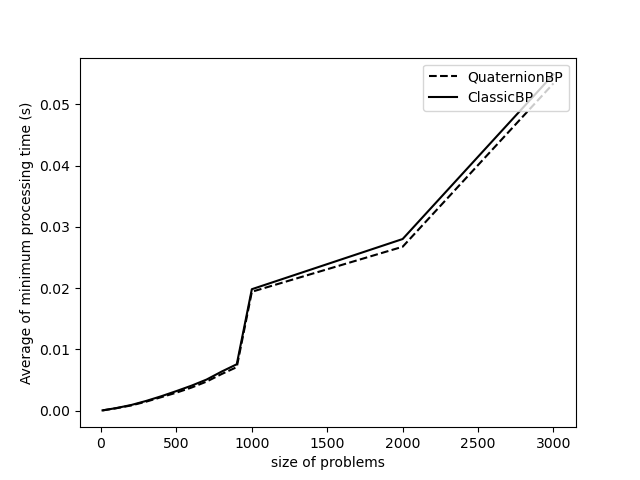 QuaternionBP
ClassicBP
0.05
0.04
0.03
0.02
0.01
0.00
Average of minimum processing time (s)
0 500 1000 1500 2000 2500 3000
size of problems